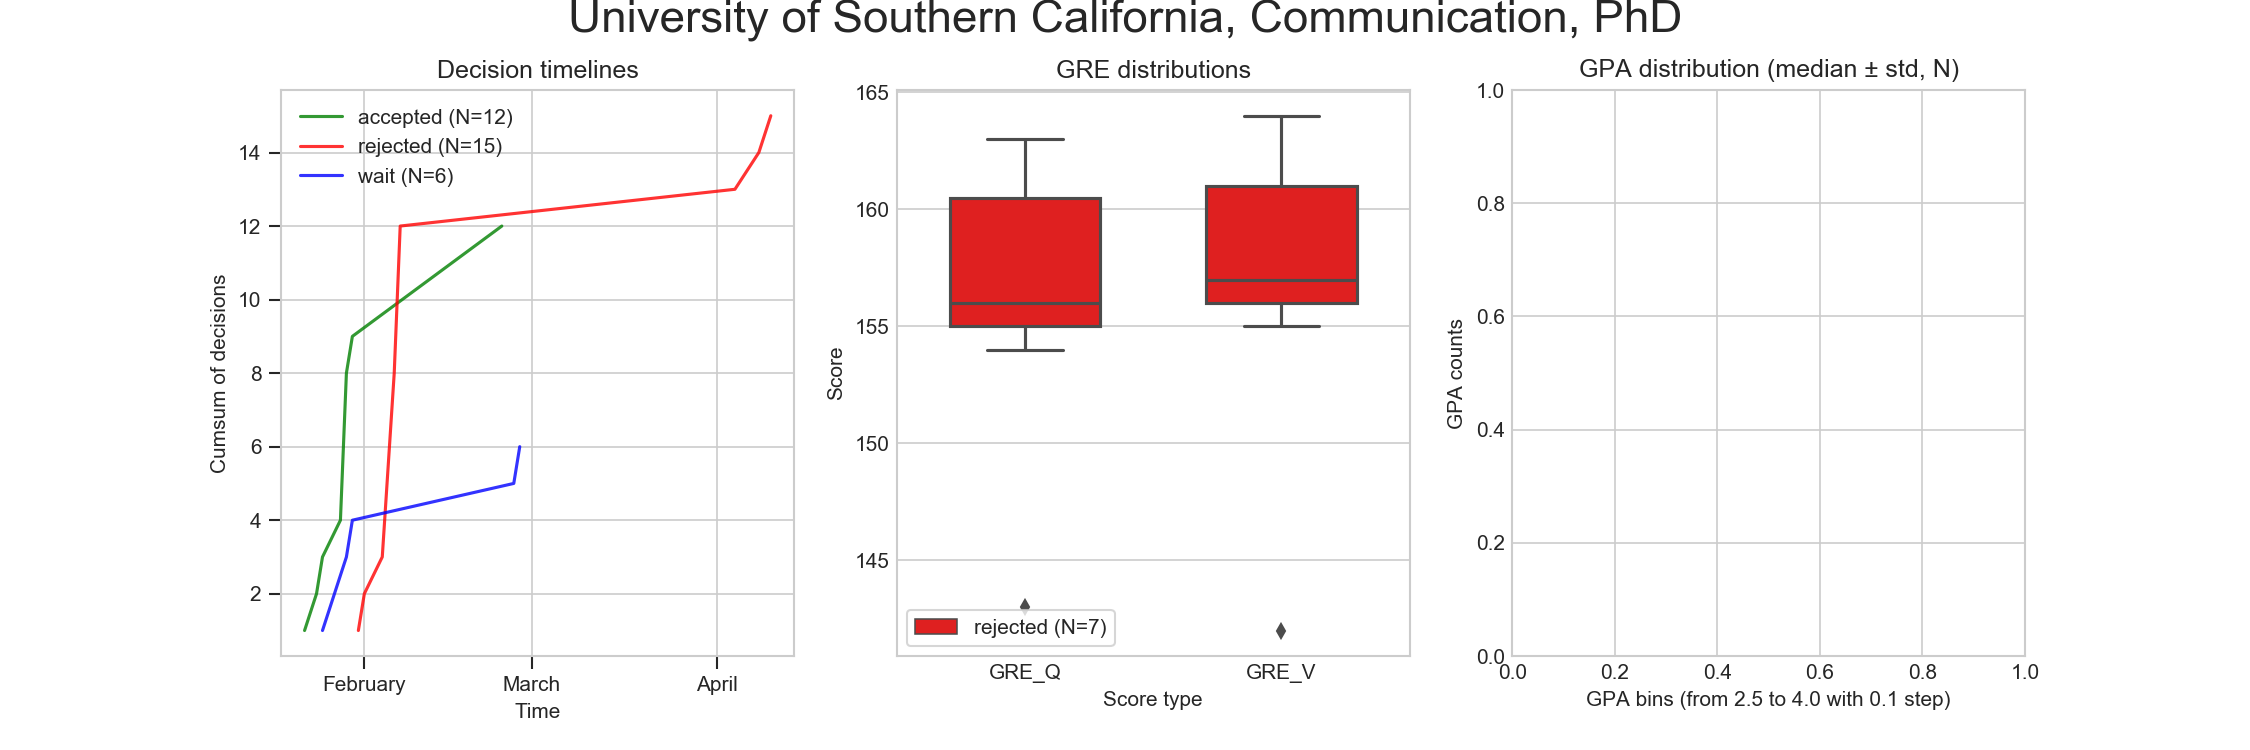 University of Southern California, Communication, PhD
Decision timelines
accepted (N=12)
rejected (N=15)
wait (N=6)
14
12
10
8
6
4
2
Cumsum of decisions
February March April
Time
GRE distributions
165
160
155
150
145
Score
rejected (N=7)
GRE_Q GRE_V
Score type
GPA distribution (median ± std, N)
1.0
0.8
0.6
0.4
0.2
0.0
GPA counts
0.0 0.2 0.4 0.6 0.8 1.0
GPA bins (from 2.5 to 4.0 with 0.1 step)